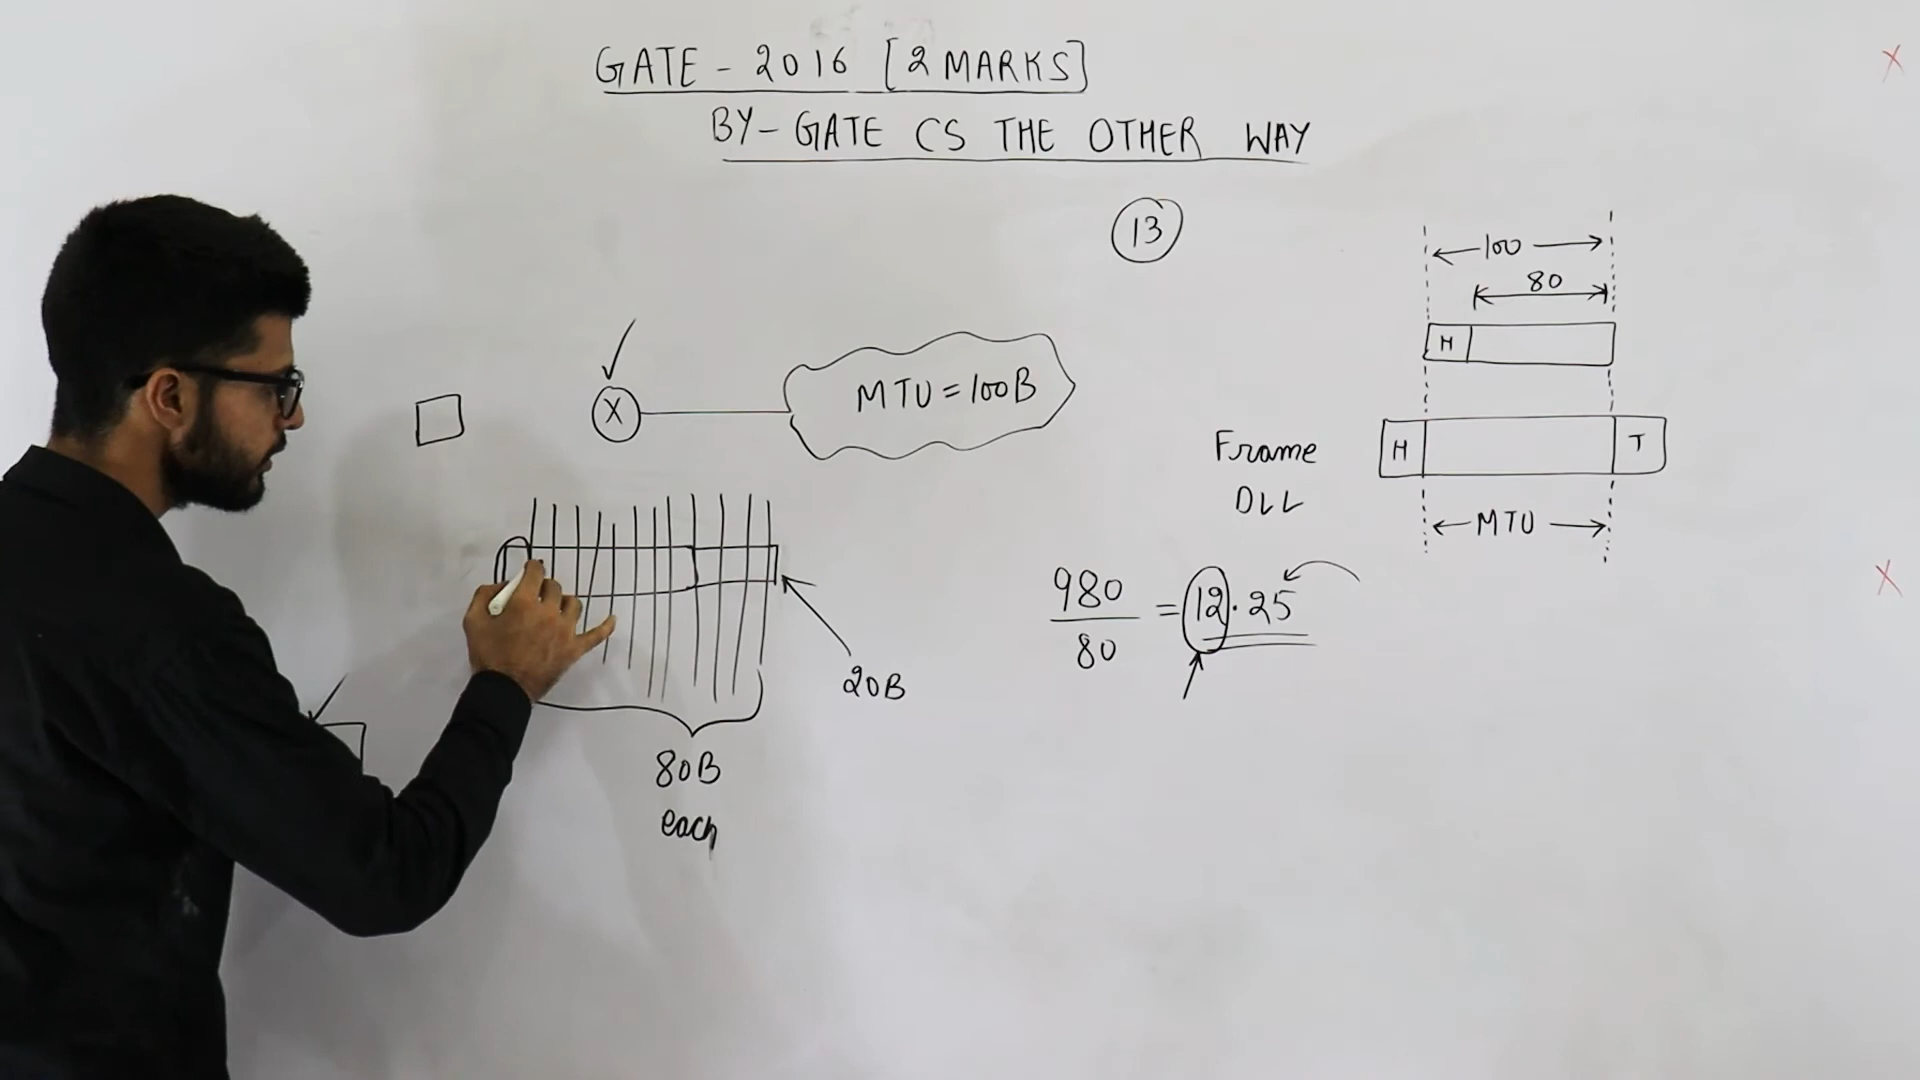 GATE - 2016 [2 MARKS]
BY - GATE CS THE OTHER WAY
13
100
80
H
X
MTU = 100B
Frame
DLL
H
T
MTU
980
80
= 12.25
20B
80B
each
X
X